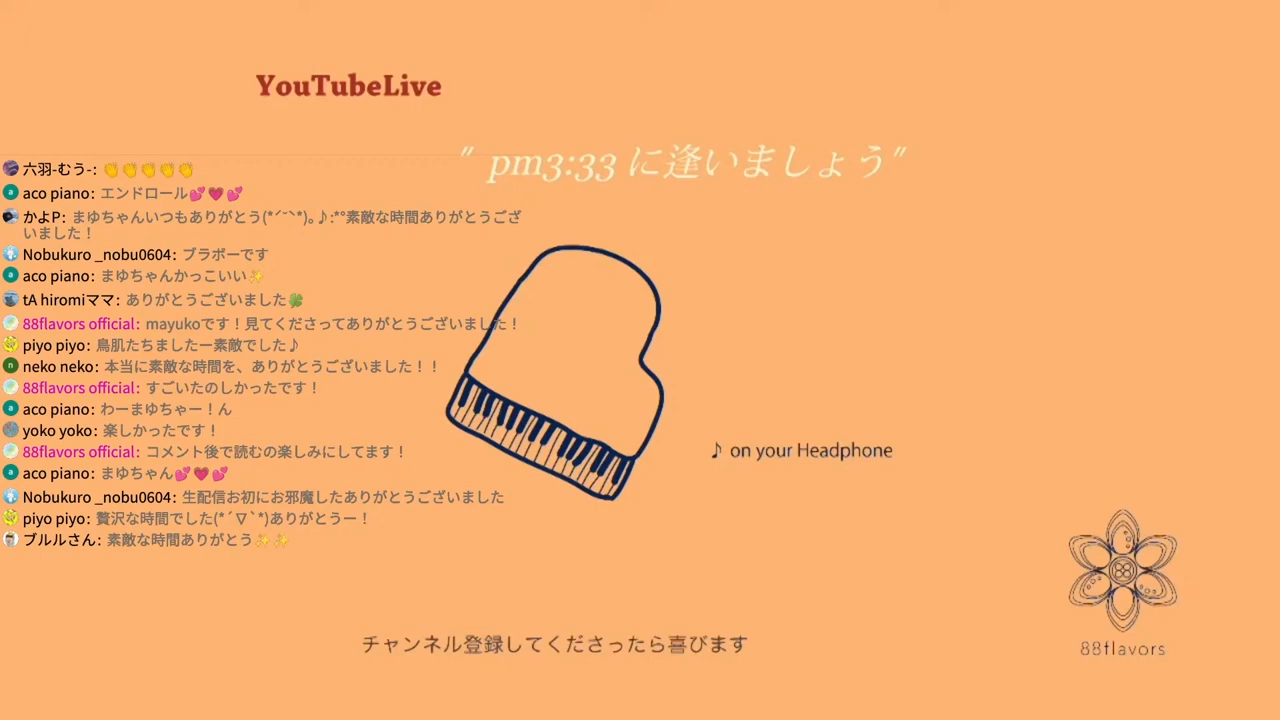 YouTubeLive
" pm3:33 に逢いましょう"
六羽-むう-: 👏👏👏👏👏
aco piano: エンドロール💕💗💕
かよP: まゆちゃんいつもありがとう(*ˊᵕˋ*)｡♪:*°素敵な時間ありがとうござ
いました！
Nobukuro _nobu0604: ブラボーです
aco piano: まゆちゃんかっこいい✨
tA hiromiママ: ありがとうございました🍀
88flavors official: mayukoです！見てくださってありがとうございました！
piyo piyo: 鳥肌たちましたー素敵でした♪
neko neko: 本当に素敵な時間を、ありがとうございました！！
88flavors official: すごいたのしかったです！
aco piano: わーまゆちゃー！ん
yoko yoko: 楽しかったです！
88flavors official: コメント後で読むの楽しみにしてます！
♪ on your Headphone
aco piano: まゆちゃん💕💗💕
Nobukuro _nobu0604: 生配信お初にお邪魔したありがとうございました
piyo piyo: 贅沢な時間でした(*ˊ∇ˋ*)ありがとうー！
ブルルさん: 素敵な時間ありがとう✨✨
チャンネル登録してくださったら喜びます
88flavors